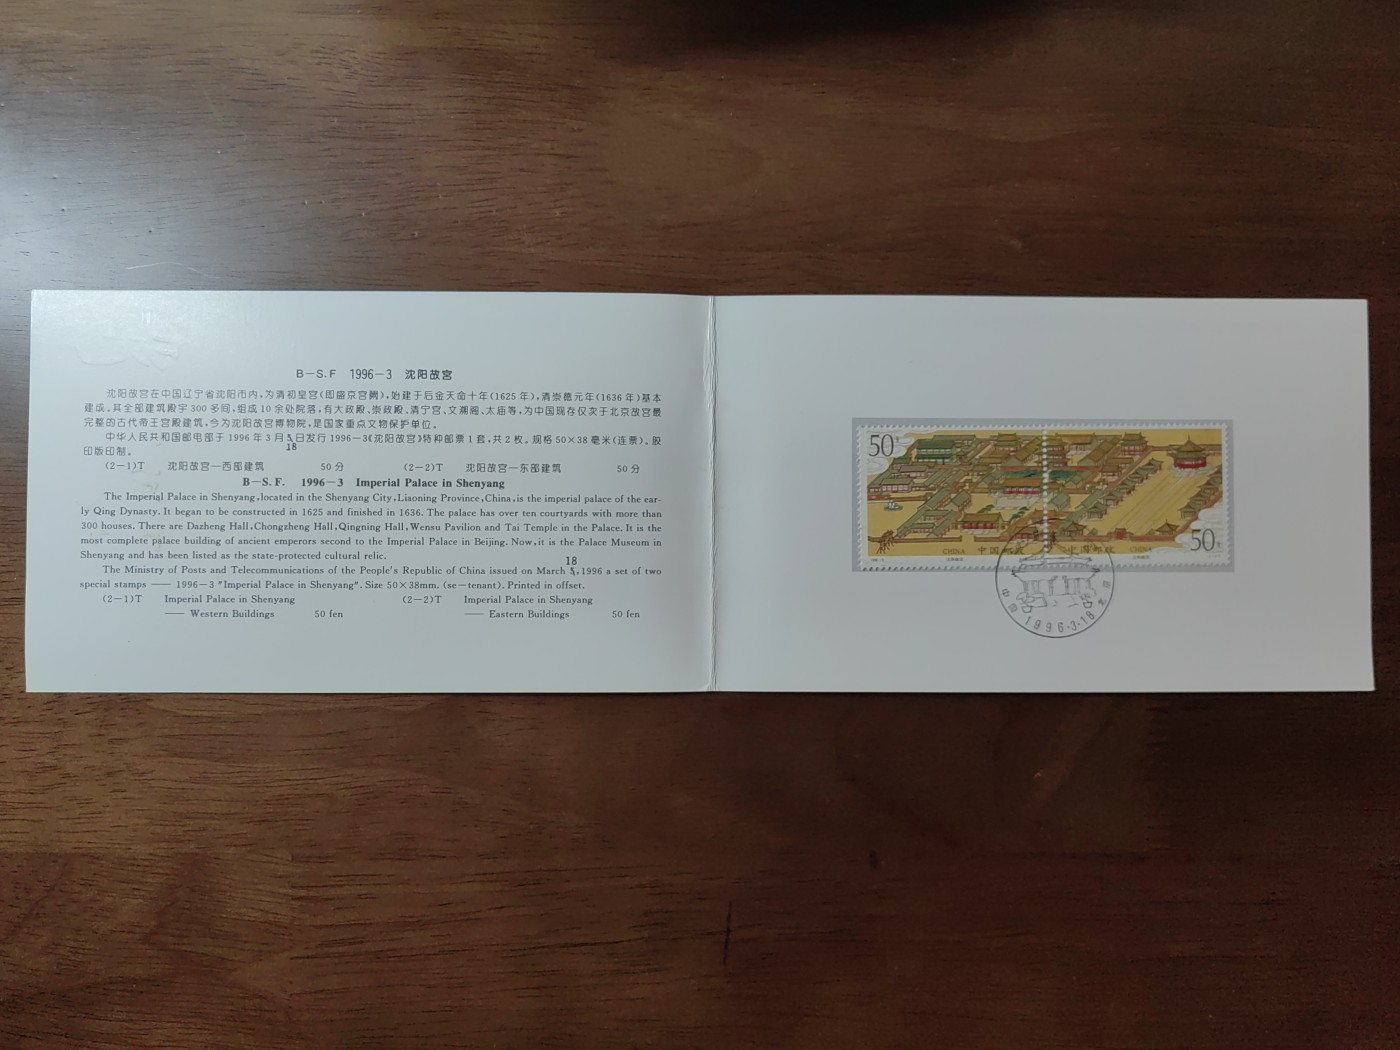 B－S.F 1996－3 沈阳故宫
沈阳故宫在中国辽宁省沈阳市内,为清初皇宫(即盛京宫阙),始建于后金天命十年(1625年),清崇德元年(1636年)基本
建成。其全部建筑殿宇300多间,组成10余处院落,有大政殿、崇政殿、清宁宫、文溯阁、太庙等,为中国现存仅次于北京故宫最
完整的古代帝王宫殿建筑,今为沈阳故宫博物院,是国家重点文物保护单位。
中华人民共和国邮电部于1996年3月18日发行1996－3《沈阳故宫》特种邮票1套,共2枚。规格50×38毫米(连票)。胶
印版印制。
(2－1)T 沈阳故宫—西部建筑 50分 (2－2)T 沈阳故宫—东部建筑 50分
B－S.F. 1996－3 Imperial Palace in Shenyang
The Imperial Palace in Shenyang,located in the Shenyang City,Liaoning Province,China,is the imperial palace of the ear-
ly Qing Dynasty. It began to be constructed in 1625 and finished in 1636. The palace has over ten courtyards with more than
300 houses. There are Dazheng Hall,Chongzheng Hall,Qingning Hall,Wensu Pavilion and Tai Temple in the Palace. It is the
most complete palace building of ancient emperors second to the Imperial Palace in Beijing. Now,it is the Palace Museum in
Shenyang and has been listed as the state-protected cultural relic.
The Ministry of Posts and Telecommunications of the People's Republic of China issued on March 18,1996 a set of two
special stamps —— 1996－3 "Imperial Palace in Shenyang". Size 50×38mm. (se－tenant). Printed in offset.
(2－1)T Imperial Palace in Shenyang (2－2)T Imperial Palace in Shenyang
—— Western Buildings 50 fen —— Eastern Buildings 50 fen
50分
50分
CHINA 中国邮政 中国邮政 CHINA
中国 北京
1996.3.18